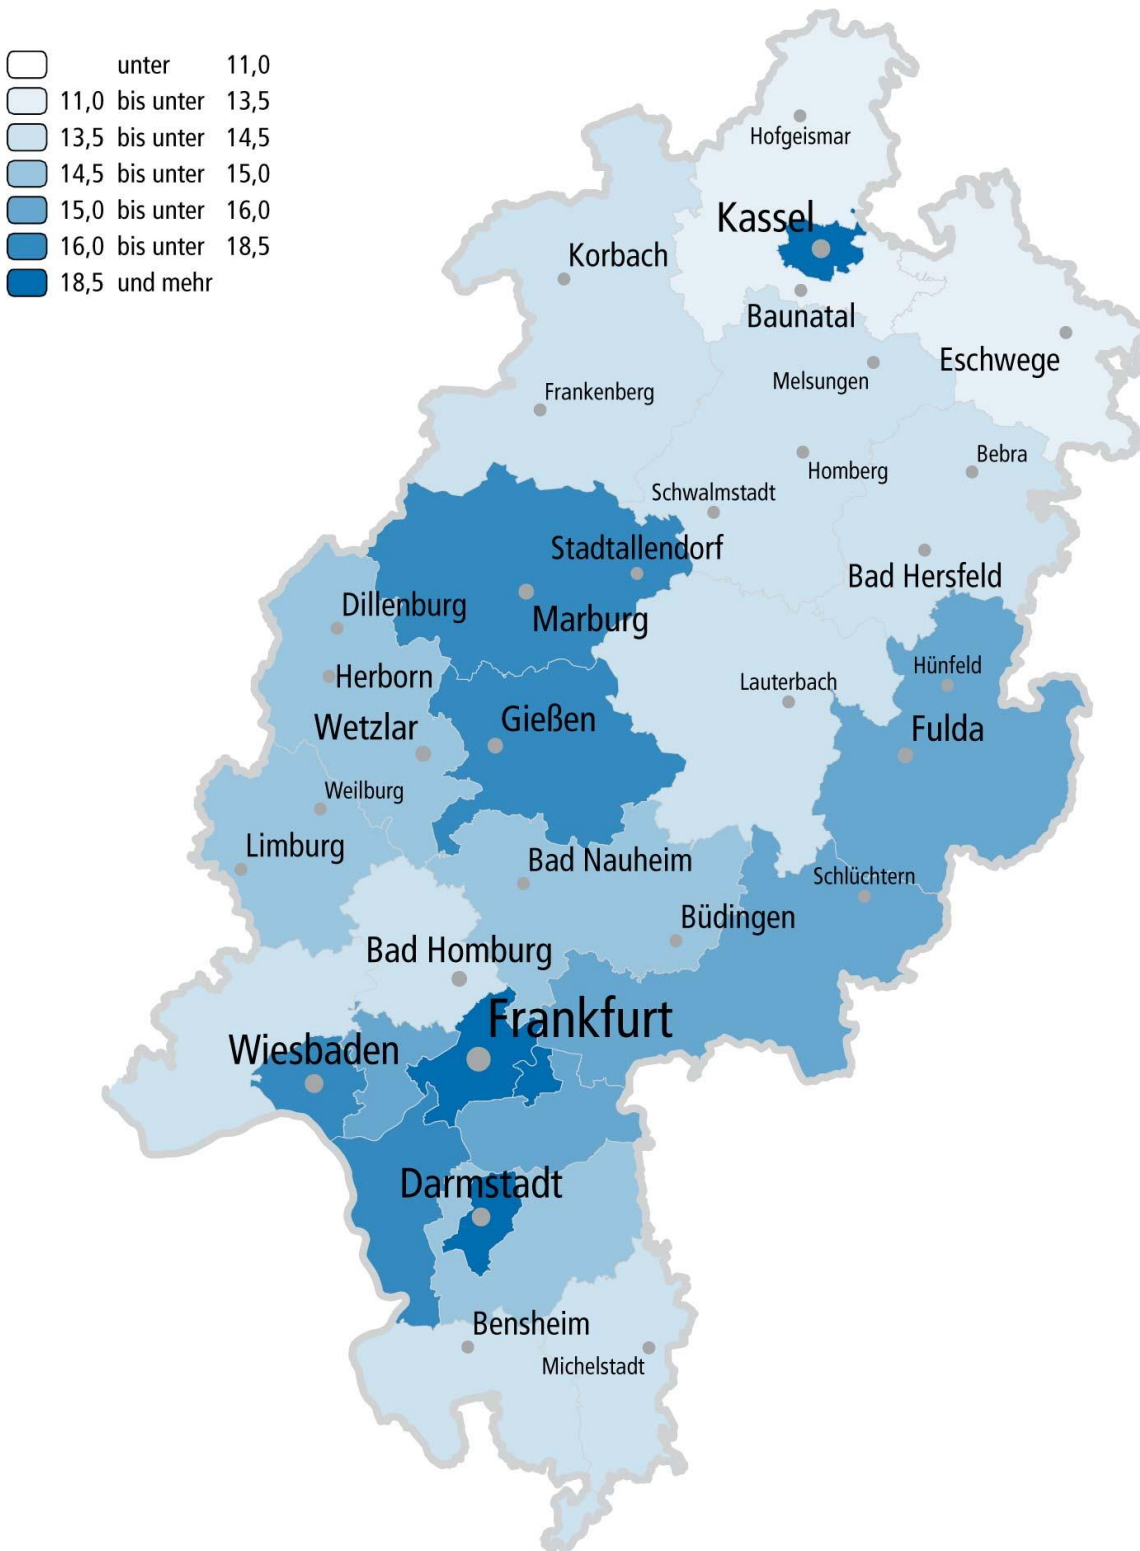 unter 11,0
11,0 bis unter 13,5
13,5 bis unter 14,5
14,5 bis unter 15,0
15,0 bis unter 16,0
16,0 bis unter 18,5
18,5 und mehr
Hofgeismar
Kassel
Korbach
Baunatal
Eschwege
Melsungen
Frankenberg
Bebra
Homberg
Schwalmstadt
Stadtallendorf
Bad Hersfeld
Dillenburg
Marburg
Hünfeld
Herborn
Lauterbach
Gießen
Wetzlar
Fulda
Weilburg
Limburg
Bad Nauheim
Schlüchtern
Büdingen
Bad Homburg
Frankfurt
Wiesbaden
Darmstadt
Bensheim
Michelstadt